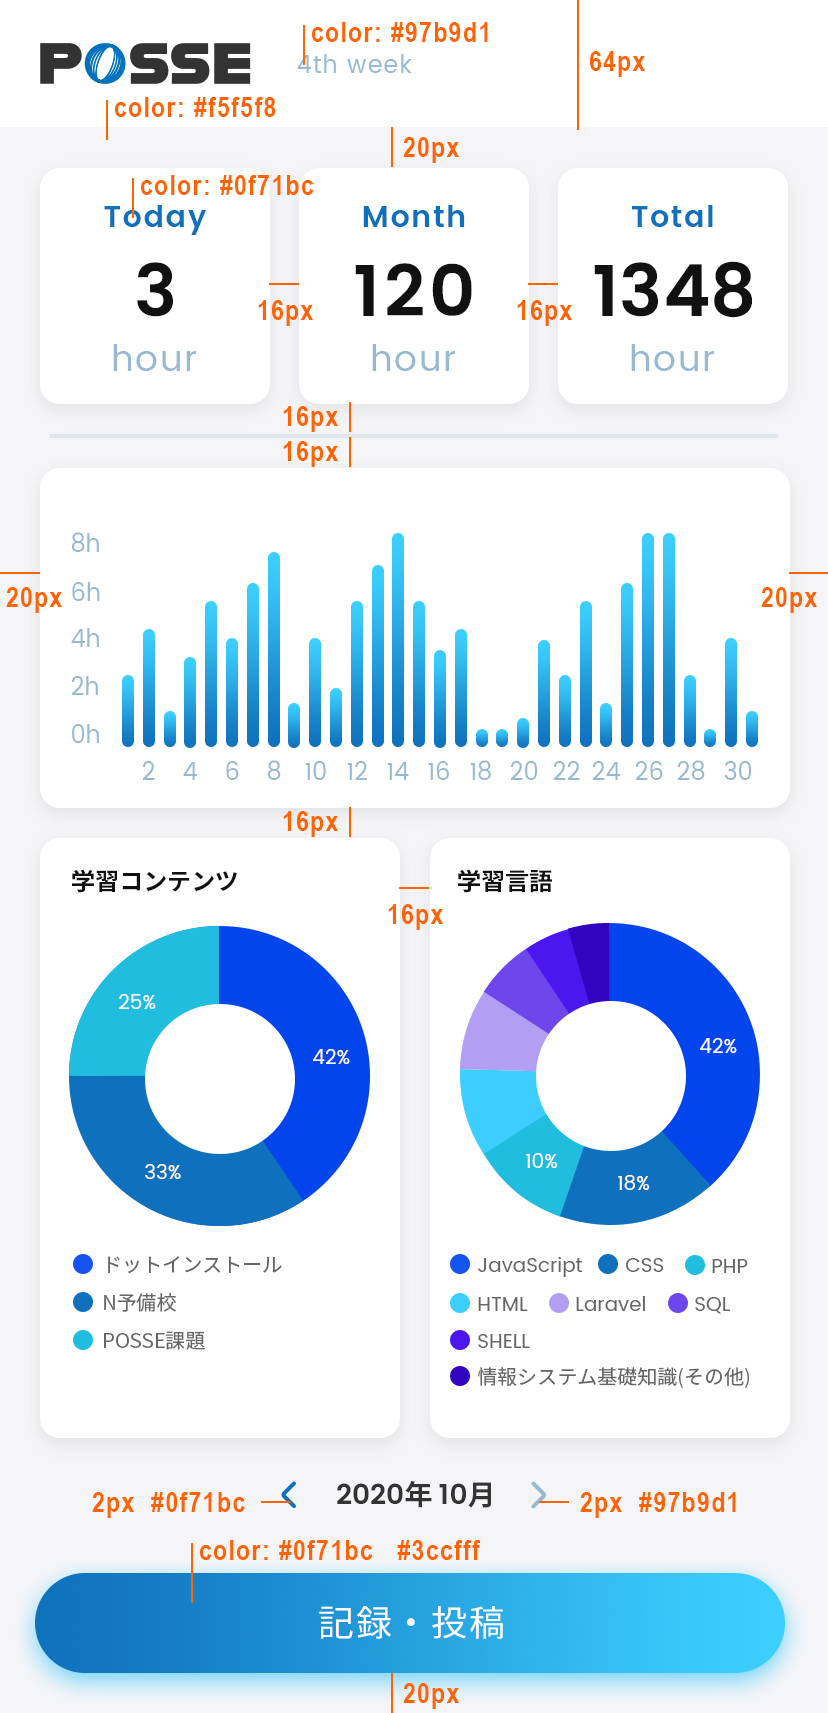 color: #97b9d1
POSSE
4th week
64px
color: #f5f5f8
20px
color: #0f71bc
Today
Month
Total
3
120
1348
16px
16px
hour
hour
hour
16px
16px
8h
6h
20px
20px
4h
2h
0h
2 4 6 8 10 12 14 16 18 20 22 24 26 28 30
16px
学習コンテンツ
学習言語
16px
25%
42%
33%
42%
10%
18%
ドットインストール
N予備校
POSSE課題
JavaScript CSS PHP
HTML Laravel SQL
SHELL
情報システム基礎知識(その他)
2px #0f71bc
2020年 10月
2px #97b9d1
color: #0f71bc #3ccfff
記録・投稿
20px